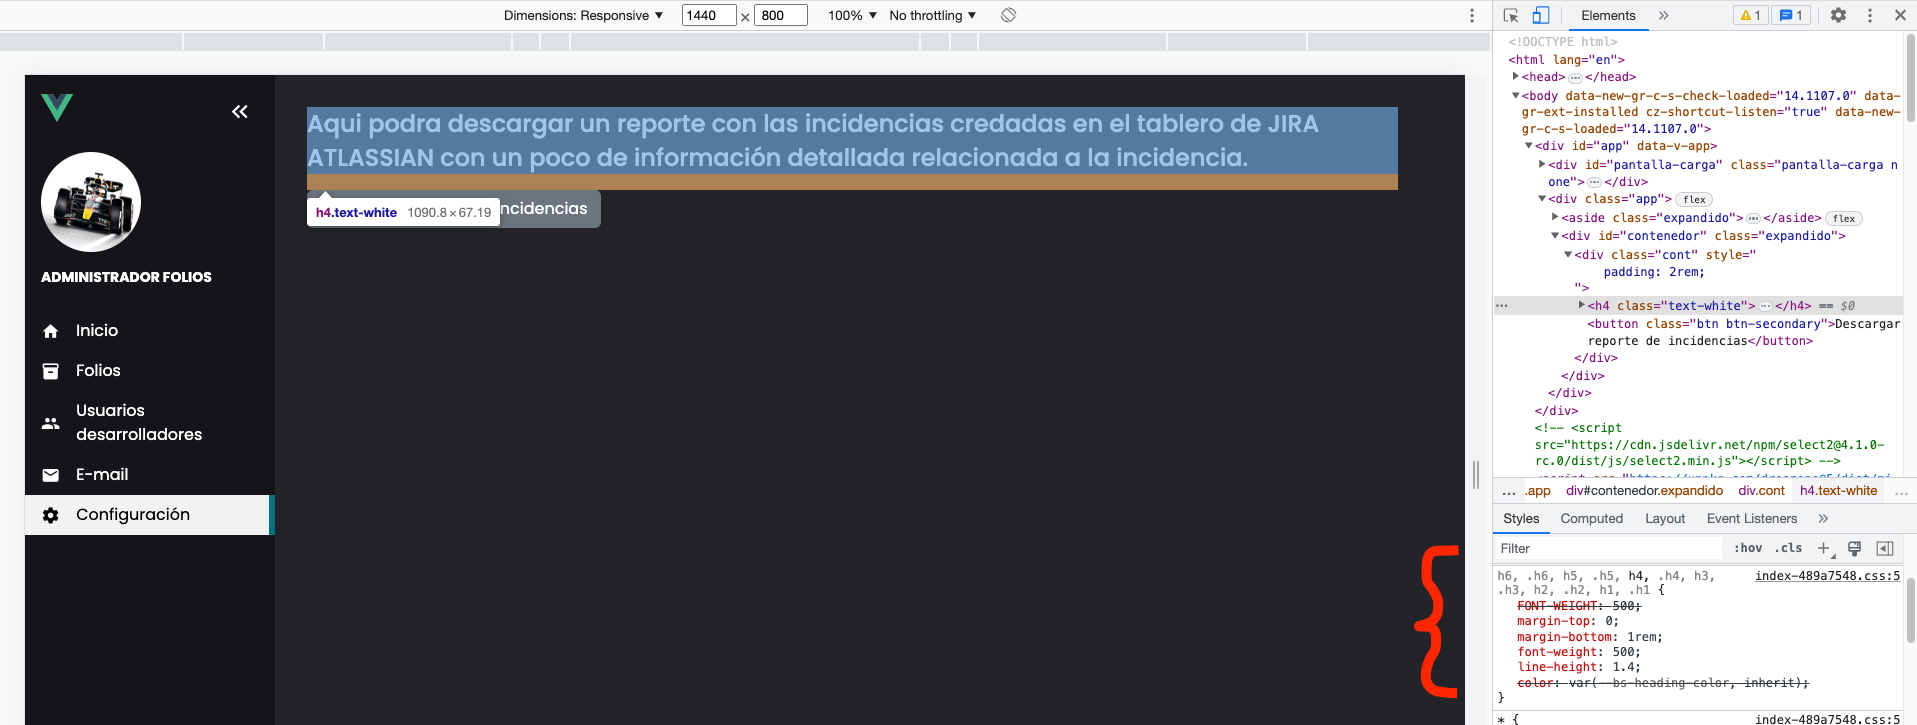 Dimensions: Responsive ▼ 1440 × 800 100% ▼ No throttling ▼
Elements » 1 1
ADMINISTRADOR FOLIOS
Inicio
Folios
Usuarios
desarrolladores
E-mail
Configuración
Aqui podra descargar un reporte con las incidencias credadas en el tablero de JIRA
ATLASSIAN con un poco de información detallada relacionada a la incidencia.
h4.text-white 1090.8×67.19
ncidencias
<!DOCTYPE html>
<html lang="en">
<head> ⋯ </head>
<body data-new-gr-c-s-check-loaded="14.1107.0" data-
gr-ext-installed cz-shortcut-listen="true" data-new-
gr-c-s-loaded="14.1107.0">
<div id="app" data-v-app>
<div id="pantalla-carga" class="pantalla-carga n
one"> ⋯ </div>
<div class="app"> flex
<aside class="expandido"> ⋯ </aside> flex
<div id="contenedor" class="expandido">
<div class="cont" style="
padding: 2rem;
">
⋯ <h4 class="text-white"> ⋯ </h4> == $0
<button class="btn btn-secondary">Descargar
reporte de incidencias</button>
</div>
</div>
</div>
</div>
<!-- <script
src="https://cdn.jsdelivr.net/npm/select2@4.1.0-
rc.0/dist/js/select2.min.js"></script> -->
... .app div#contenedor.expandido div.cont h4.text-white ...
Styles Computed Layout Event Listeners »
Filter :hov .cls +
h6, .h6, h5, .h5, h4, .h4, h3, index-489a7548.css:5
.h3, h2, .h2, h1, .h1 {
FONT-WEIGHT: 500;
margin-top: 0;
margin-bottom: 1rem;
font-weight: 500;
line-height: 1.4;
color: var(--bs-heading-color, inherit);
}
* { index-489a7548.css:5